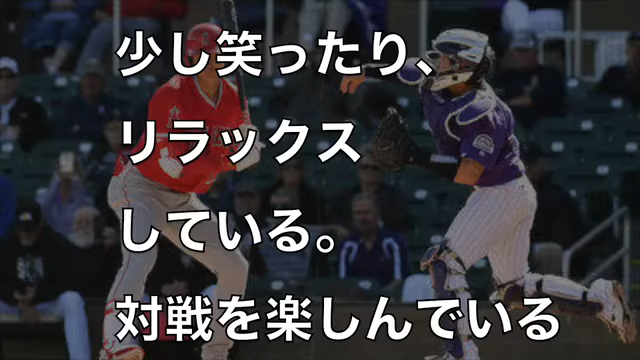 少し笑ったり、
リラックス
している。
対戦を楽しんでいる